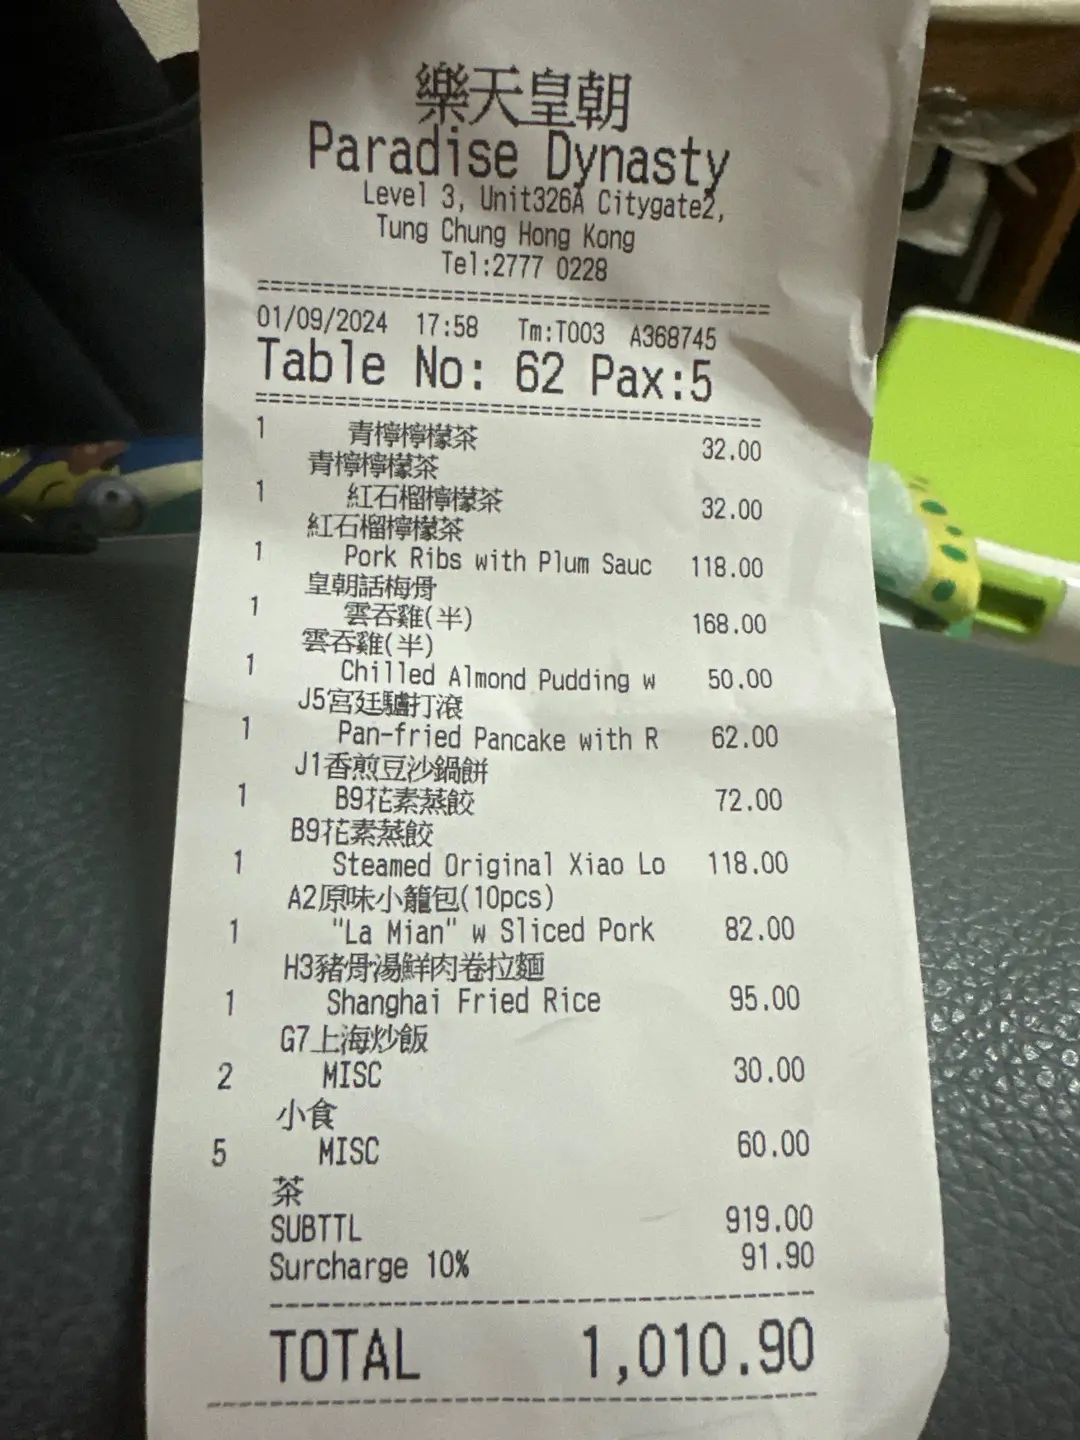 樂天皇朝
Paradise Dynasty
Level 3, Unit326A Citygate2,
Tung Chung Hong Kong
Tel:2777 0228
01/09/2024 17:58 Tm:T003 A368745
Table No: 62 Pax:5
1 青檸檸檬茶 32.00
青檸檸檬茶
1 紅石榴檸檬茶 32.00
紅石榴檸檬茶
1 Pork Ribs with Plum Sauc 118.00
皇朝話梅骨
1 雲吞雞(半) 168.00
雲吞雞(半)
1 Chilled Almond Pudding w 50.00
J5宮廷驢打滾
1 Pan-fried Pancake with R 62.00
J1香煎豆沙鍋餅
1 B9花素蒸餃 72.00
B9花素蒸餃
1 Steamed Original Xiao Lo 118.00
A2原味小籠包(10pcs)
1 "La Mian" w Sliced Pork 82.00
H3豬骨湯鮮肉卷拉麵
1 Shanghai Fried Rice 95.00
G7上海炒飯
2 MISC 30.00
小食
5 MISC 60.00
茶
SUBTTL 919.00
Surcharge 10% 91.90
TOTAL 1,010.90